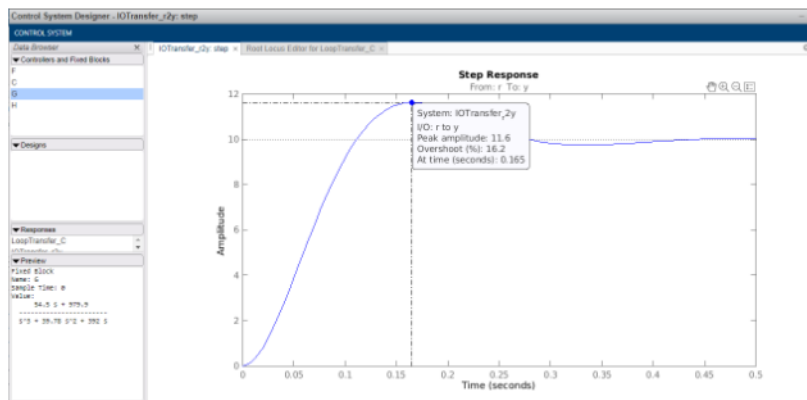 Control System Designer - IOTransfer_r2y: step
CONTROL SYSTEM
Data Browser
IOTransfer_r2y: step
Root Locus Editor for LoopTransfer_C
Controllers and Fixed Blocks
F
C
G
H
Designs
Responses
LoopTransfer_C
IOTransfer_r2y
Preview
Fixed Block
Name: G
Sample Time: 0
Value:
s^3 + 39.78 s^2 + 392 s
Step Response
From: r To: y
Amplitude
12
10
8
6
4
2
0
System: IOTransfer_r2y
I/O: r to y
Peak amplitude: 11.6
Overshoot (%): 16.2
At time (seconds): 0.165
0 0.05 0.1 0.15 0.2 0.25 0.3 0.35 0.4 0.45 0.5
Time (seconds)